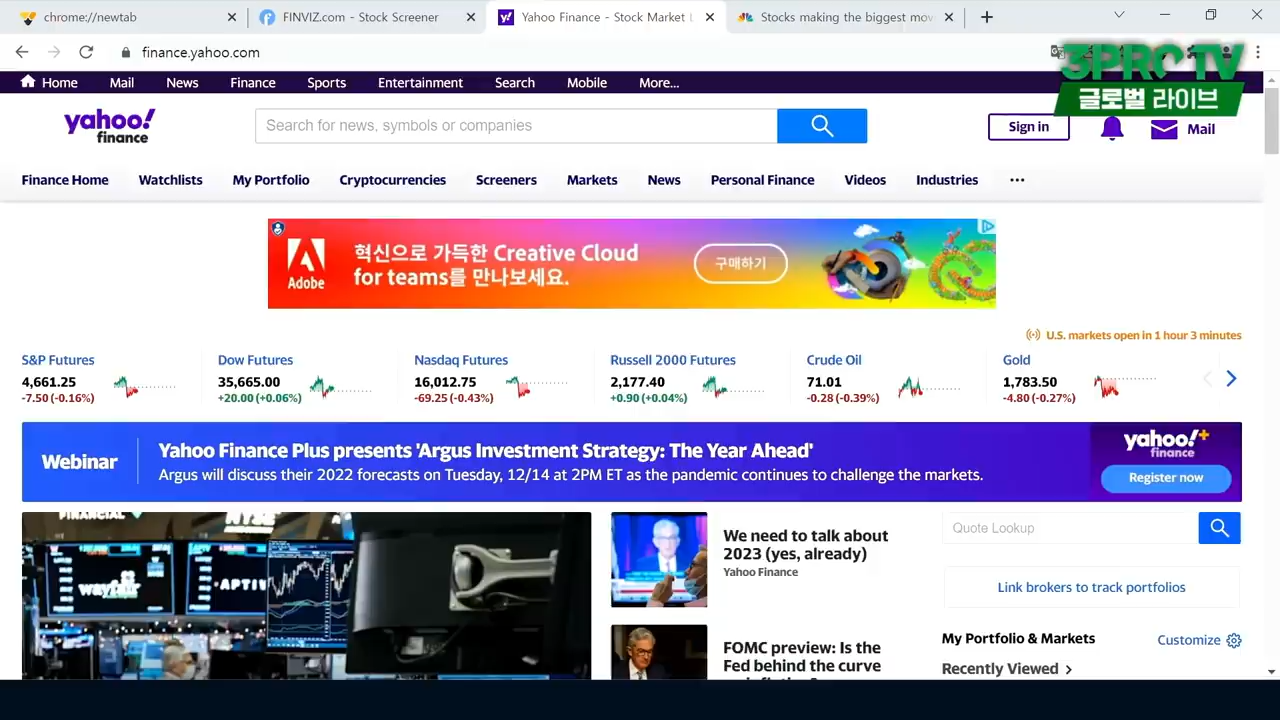 chrome://newtab
FINVIZ.com - Stock Screener
Yahoo Finance - Stock Market L
Stocks making the biggest mov
finance.yahoo.com
3PRO TV
글로벌 라이브
Home Mail News Finance Sports Entertainment Search Mobile More...
yahoo!
finance
Search for news, symbols or companies
Sign in
Mail
Finance Home Watchlists My Portfolio Cryptocurrencies Screeners Markets News Personal Finance Videos Industries ...
Adobe
혁신으로 가득한 Creative Cloud
for teams를 만나보세요.
구매하기
U.S. markets open in 1 hour 3 minutes
S&P Futures
4,661.25
-7.50 (-0.16%)
Dow Futures
35,665.00
+20.00 (+0.06%)
Nasdaq Futures
16,012.75
-69.25 (-0.43%)
Russell 2000 Futures
2,177.40
+0.90 (+0.04%)
Crude Oil
71.01
-0.28 (-0.39%)
Gold
1,783.50
-4.80 (-0.27%)
Webinar
Yahoo Finance Plus presents 'Argus Investment Strategy: The Year Ahead'
Argus will discuss their 2022 forecasts on Tuesday, 12/14 at 2PM ET as the pandemic continues to challenge the markets.
yahoo!+
finance
Register now
FINANCIAL
NYSE
wayfair
APTIV
We need to talk about
2023 (yes, already)
Yahoo Finance
FOMC preview: Is the
Fed behind the curve
Quote Lookup
Link brokers to track portfolios
My Portfolio & Markets
Customize
Recently Viewed >